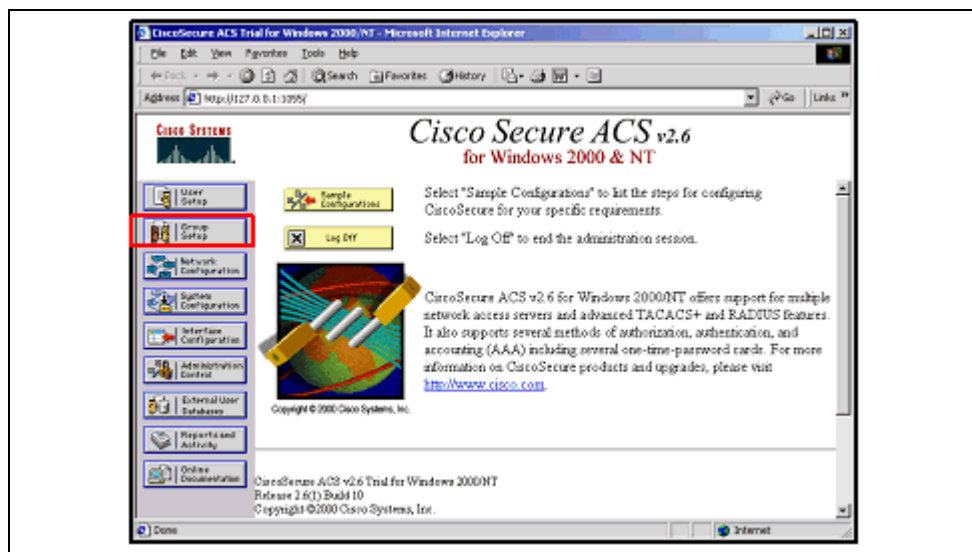 CiscoSecure ACS Trial for Windows 2000/NT - Microsoft Internet Explorer
File Edit View Favorites Tools Help
Back Search Favorites History
Address http://127.0.0.1:1055/ Go Links »
CISCO SYSTEMS
Cisco Secure ACS v2.6
for Windows 2000 & NT
User Setup
Group Setup
Network Configuration
System Configuration
Interface Configuration
Administration Control
External User Databases
Reports and Activity
Online Documentation
Sample Configurations
Select "Sample Configurations" to list the steps for configuring
CiscoSecure for your specific requirements.
Log Off
Select "Log Off" to end the administration session.
CiscoSecure ACS v2.6 for Windows 2000/NT offers support for multiple
network access servers and advanced TACACS+ and RADIUS features.
It also supports several methods of authorization, authentication, and
accounting (AAA) including several one-time-password cards. For more
information on CiscoSecure products and upgrades, please visit
http://www.cisco.com.
Copyright © 2000 Cisco Systems, Inc.
CiscoSecure ACS v2.6 Trial for Windows 2000/NT
Release 2.6(1) Build 10
Copyright ©2000 Cisco Systems, Inc.
Done
Internet